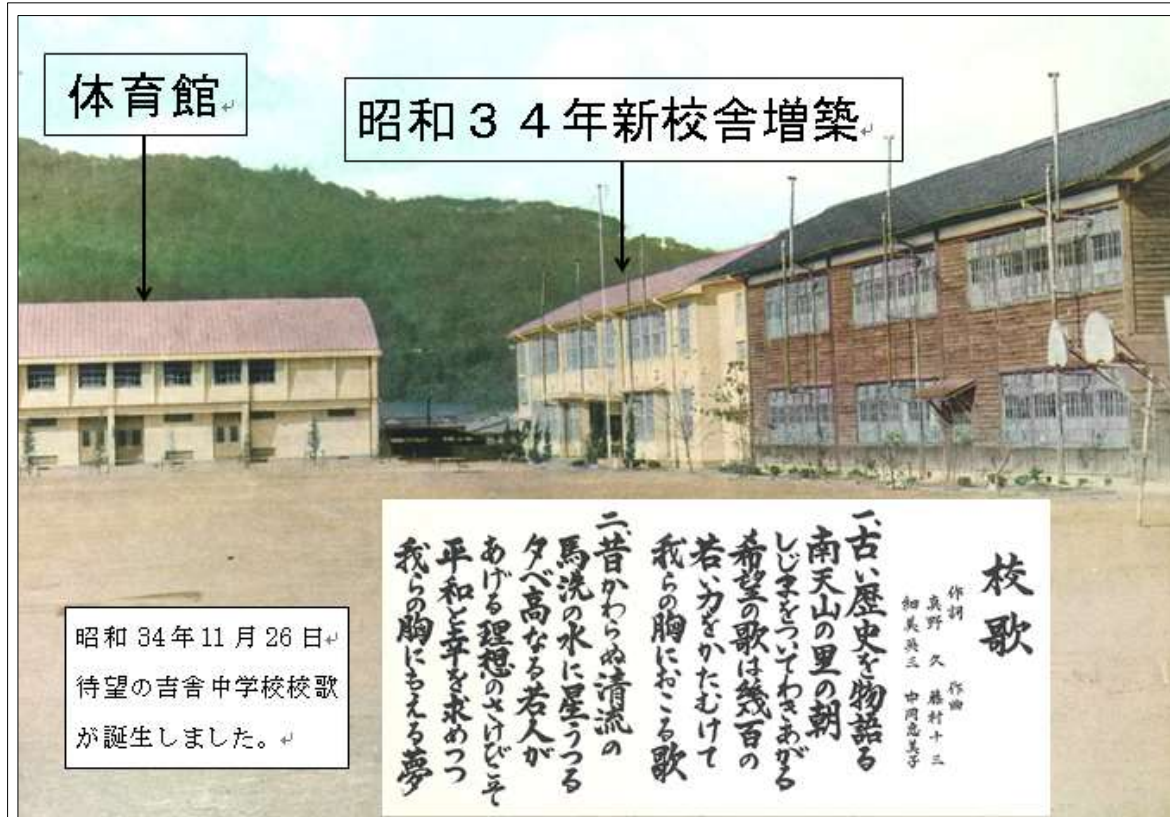 体育館
昭和３４年新校舎増築
校歌
作詞 作曲
真野 久 藤村十三
細美英三 中岡忠美子
一、古い歴史を物語る
南天山の里の朝
しじまをついてわきあがる
希望の歌は幾百の
若い力をかたむけて
我らの胸におこる歌
二、昔かわらぬ清流の
馬洗の水に星うつる
夕べ高なる若人が
あげる理想のさけびこそ
平和と幸を求めつつ
我らの胸にもえる夢
昭和34年11月26日
待望の吉舎中学校校歌
が誕生しました。